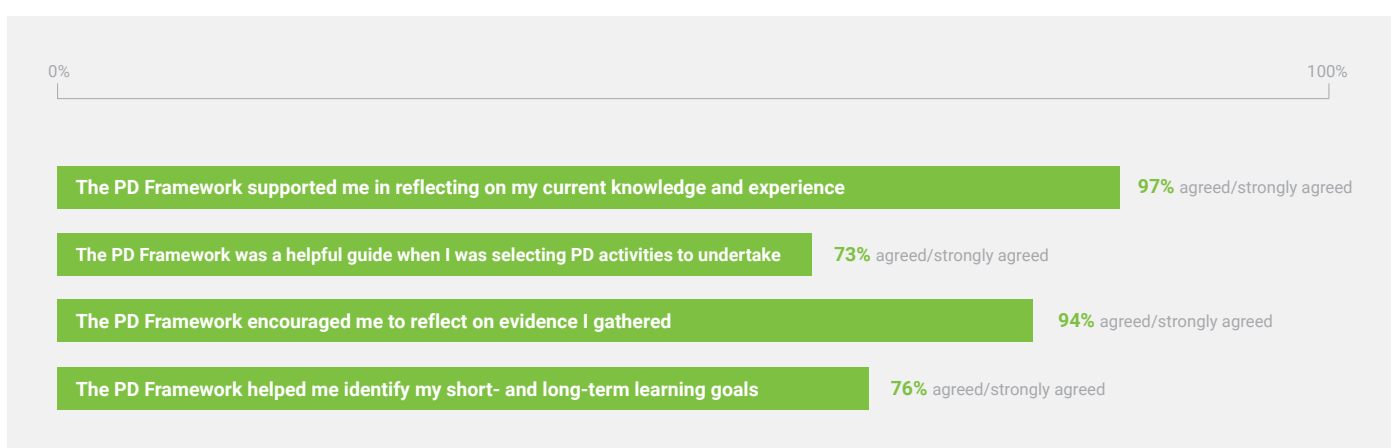 0% 100%
The PD Framework supported me in reflecting on my current knowledge and experience 97% agreed/strongly agreed
The PD Framework was a helpful guide when I was selecting PD activities to undertake 73% agreed/strongly agreed
The PD Framework encouraged me to reflect on evidence I gathered 94% agreed/strongly agreed
The PD Framework helped me identify my short- and long-term learning goals 76% agreed/strongly agreed